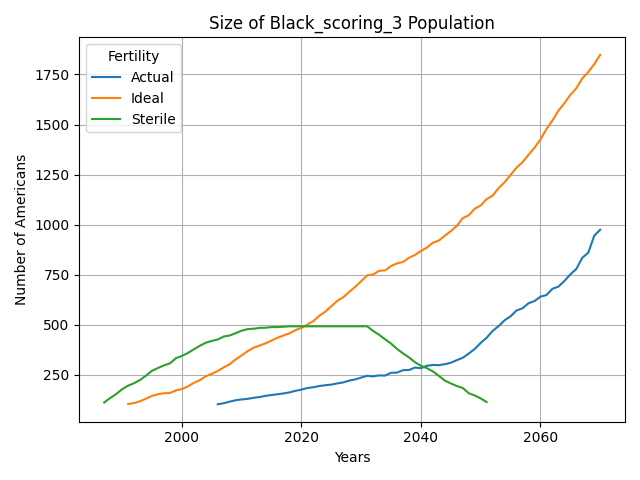 Size of Black_scoring_3 Population
Fertility
Actual
Ideal
Sterile
Number of Americans
1750
1500
1250
1000
750
500
250
2000
2020
2040
2060
Years